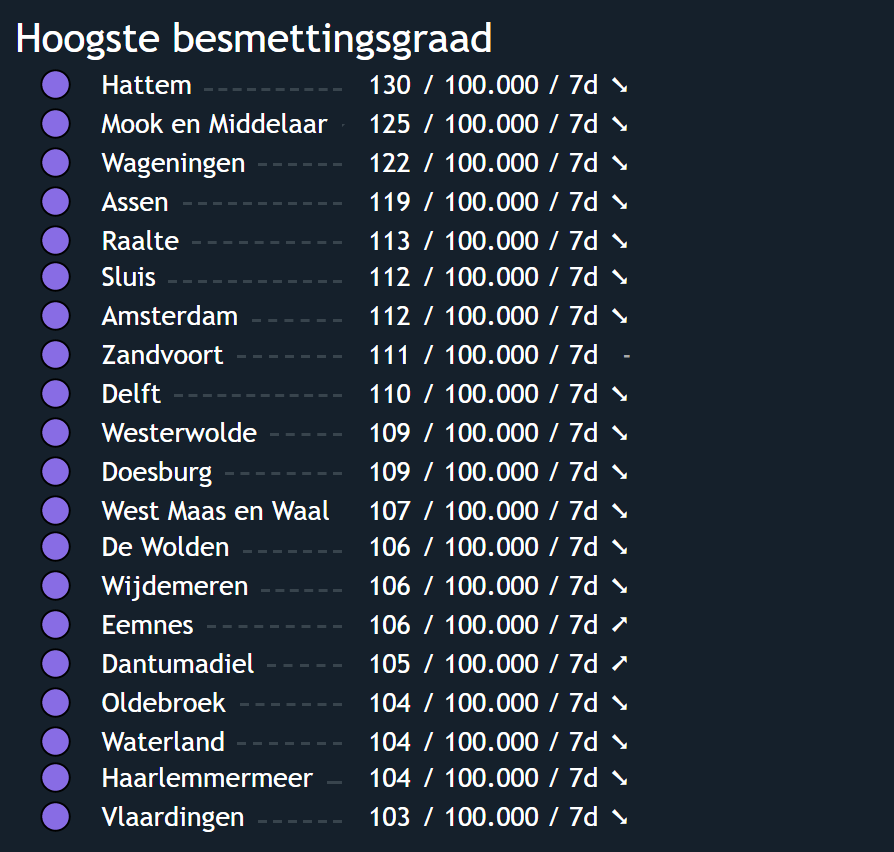 Hoogste besmettingsgraad
Hattem 130 / 100.000 / 7d ↘
Mook en Middelaar 125 / 100.000 / 7d ↘
Wageningen 122 / 100.000 / 7d ↘
Assen 119 / 100.000 / 7d ↘
Raalte 113 / 100.000 / 7d ↘
Sluis 112 / 100.000 / 7d ↘
Amsterdam 112 / 100.000 / 7d ↘
Zandvoort 111 / 100.000 / 7d -
Delft 110 / 100.000 / 7d ↘
Westerwolde 109 / 100.000 / 7d ↘
Doesburg 109 / 100.000 / 7d ↘
West Maas en Waal 107 / 100.000 / 7d ↘
De Wolden 106 / 100.000 / 7d ↘
Wijdemeren 106 / 100.000 / 7d ↘
Eemnes 106 / 100.000 / 7d ↗
Dantumadiel 105 / 100.000 / 7d ↗
Oldebroek 104 / 100.000 / 7d ↘
Waterland 104 / 100.000 / 7d ↘
Haarlemmermeer 104 / 100.000 / 7d ↘
Vlaardingen 103 / 100.000 / 7d ↘